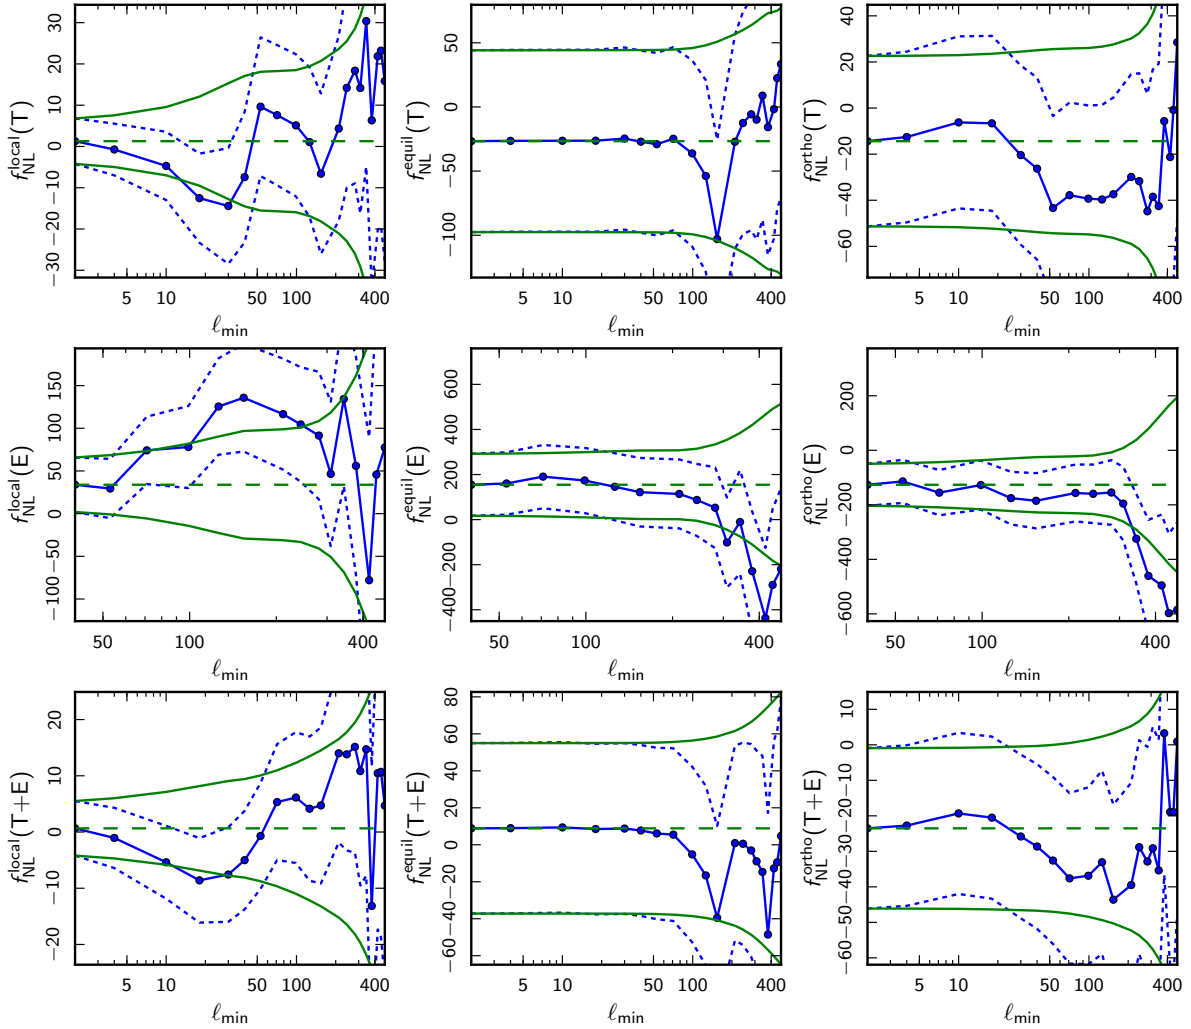 f_NL^local(T)
30
20
10
0
−10
−20
−30
5 10 50 100 400
ℓ_min
f_NL^equil(T)
50
0
−50
−100
5 10 50 100 400
ℓ_min
f_NL^ortho(T)
40
20
0
−20
−40
−60
5 10 50 100 400
ℓ_min
f_NL^local(E)
150
100
50
0
−50
−100
100 400
ℓ_min
f_NL^equil(E)
600
400
200
0
−200
−400
50 100 400
ℓ_min
f_NL^ortho(E)
200
0
−200
−400
−600
50 100 400
ℓ_min
f_NL^local(T+E)
20
10
0
−10
−20
5 10 50 100 400
ℓ_min
f_NL^equil(T+E)
80
60
40
20
0
−20
−40
−60
5 10 50 100 400
ℓ_min
f_NL^ortho(T+E)
10
0
−10
−20
−30
−40
−50
−60
5 10 50 100 400
ℓ_min